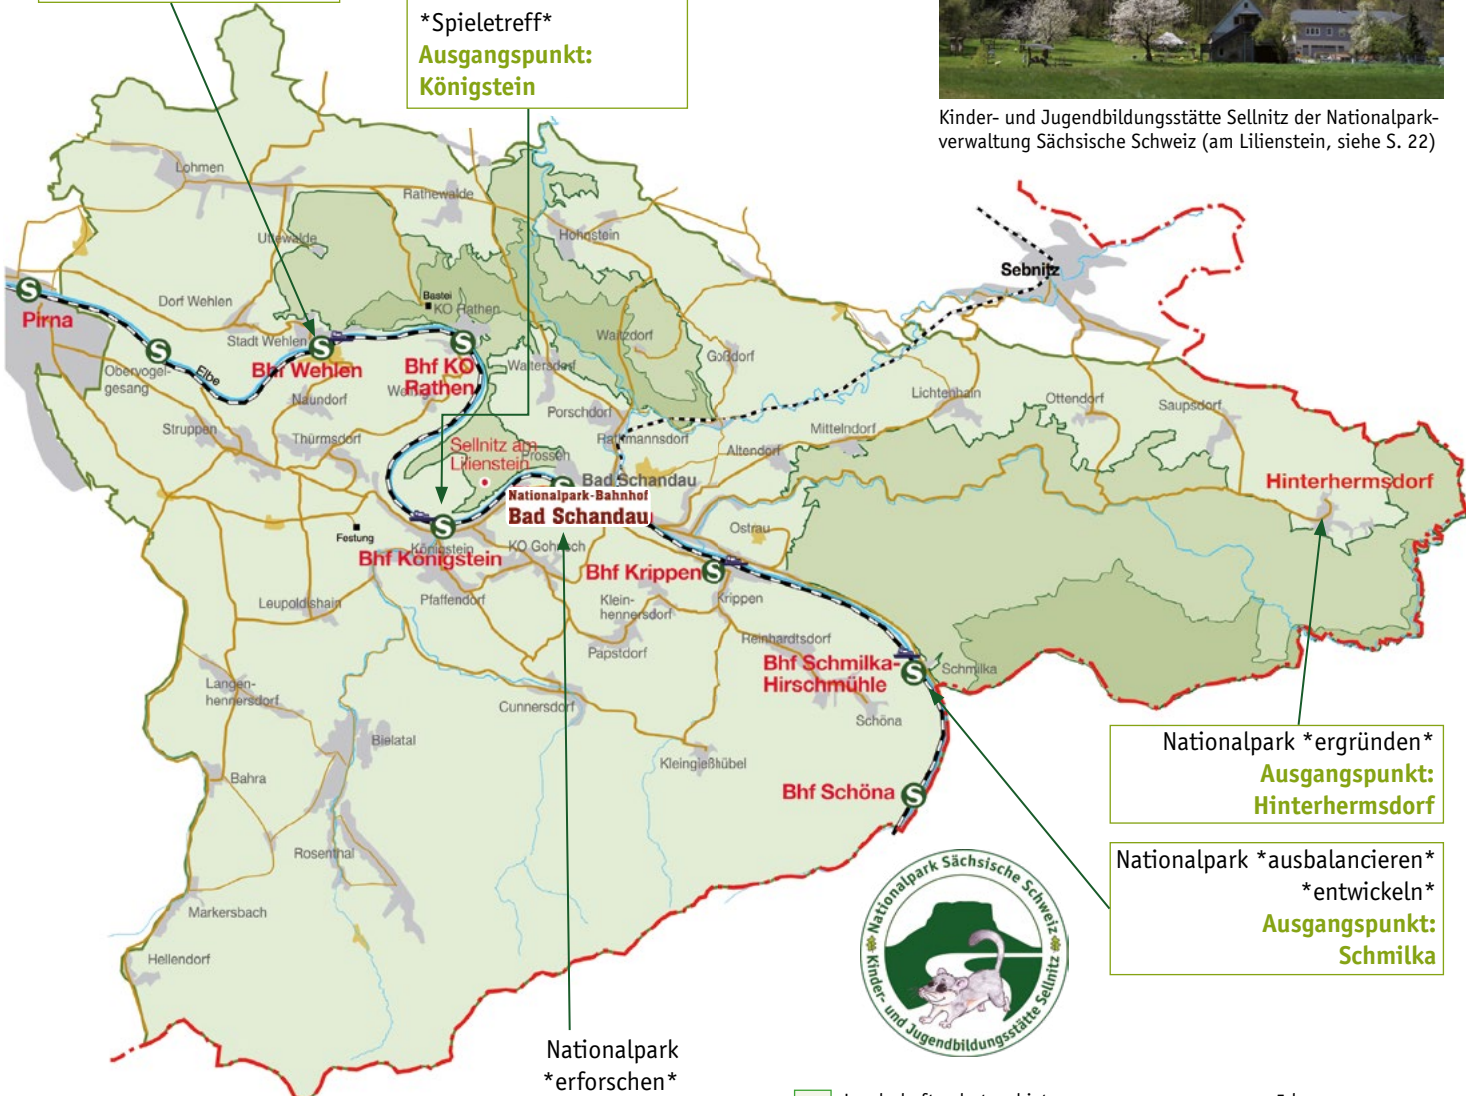 *Spieletreff*
Ausgangspunkt:
Königstein
Kinder- und Jugendbildungsstätte Sellnitz der Nationalpark-
verwaltung Sächsische Schweiz (am Lilienstein, siehe S. 22)
Lohmen
Rathewalde
Uttewalde
Hohnstein
Sebnitz
Pirna
Dorf Wehlen
Bastei
KO Rathen
Stadt Wehlen
Bhf Wehlen
Bhf KO
Rathen
Waltersdorf
Waitzdorf
Goßdorf
Obervogel-
gesang
Elbe
Naundorf
Struppen
Thürmsdorf
Porschdorf
Rathmannsdorf
Lichtenhain
Ottendorf
Saupsdorf
Mittelndorf
Altendorf
Sellnitz am
Lilienstein
Prossen
Bad Schandau
Nationalpark-Bahnhof
Bad Schandau
Hinterhermsdorf
Ostrau
Festung
Königstein
Bhf Königstein
KO Gohrisch
Bhf Krippen
Krippen
Leupoldishain
Pfaffendorf
Klein-
hennersdorf
Papstdorf
Reinhardtsdorf
Bhf Schmilka-
Hirschmühle
Schmilka
Langen-
hennersdorf
Cunnersdorf
Schöna
Bielatal
Kleingießhübel
Bahra
Bhf Schöna
Rosenthal
Markersbach
Hellendorf
Nationalpark *ergründen*
Ausgangspunkt:
Hinterhermsdorf
Nationalpark *ausbalancieren*
*entwickeln*
Ausgangspunkt:
Schmilka
Nationalpark Sächsische Schweiz
Kinder- und Jugendbildungsstätte Sellnitz
Nationalpark
*erforschen*